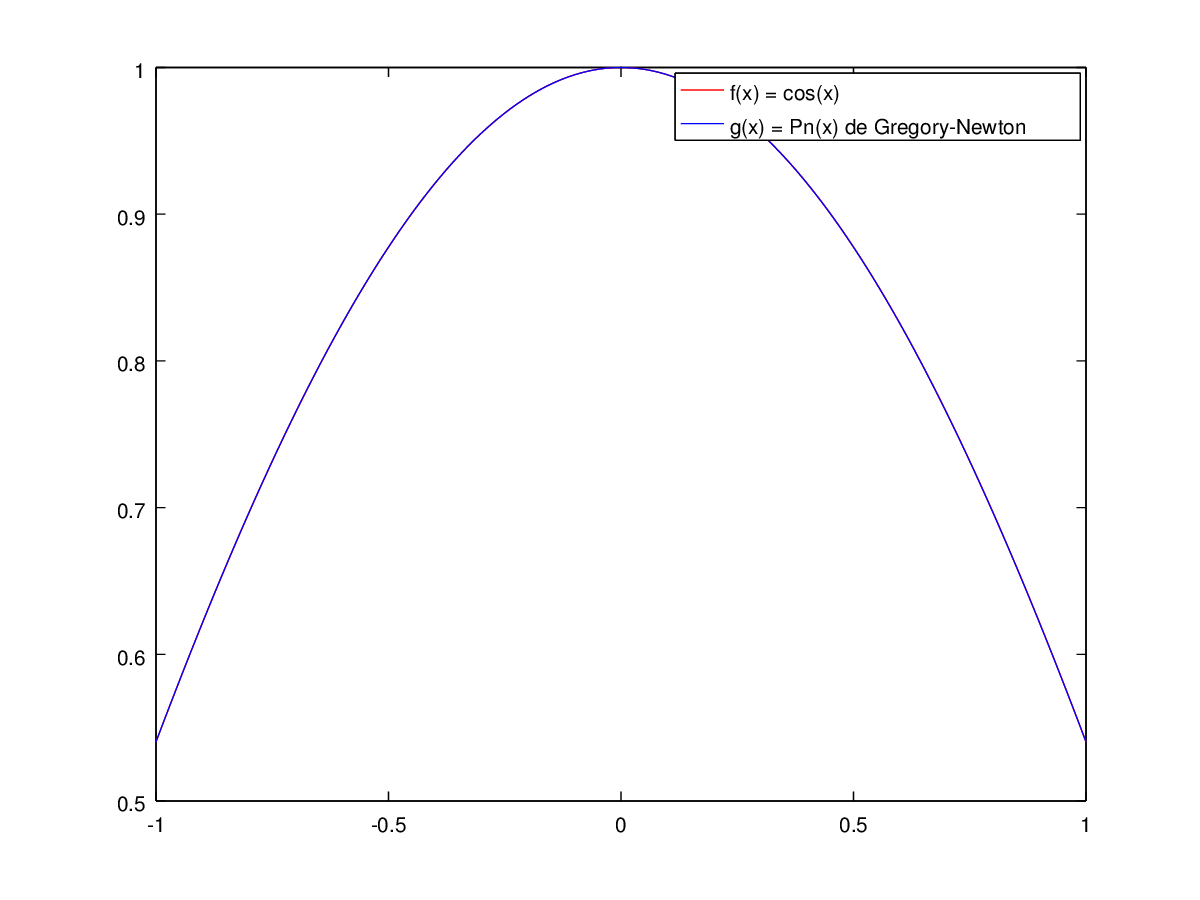 1
f(x) = cos(x)
g(x) = Pn(x) de Gregory-Newton
0.9
0.8
0.7
0.6
0.5
-1 -0.5 0 0.5 1